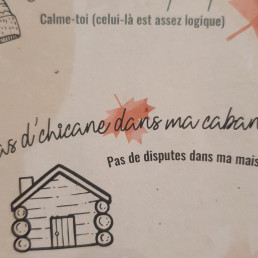 Calme-toi (celui-là est assez logique)
d'chicane dans ma
Pas de disputes dans ma